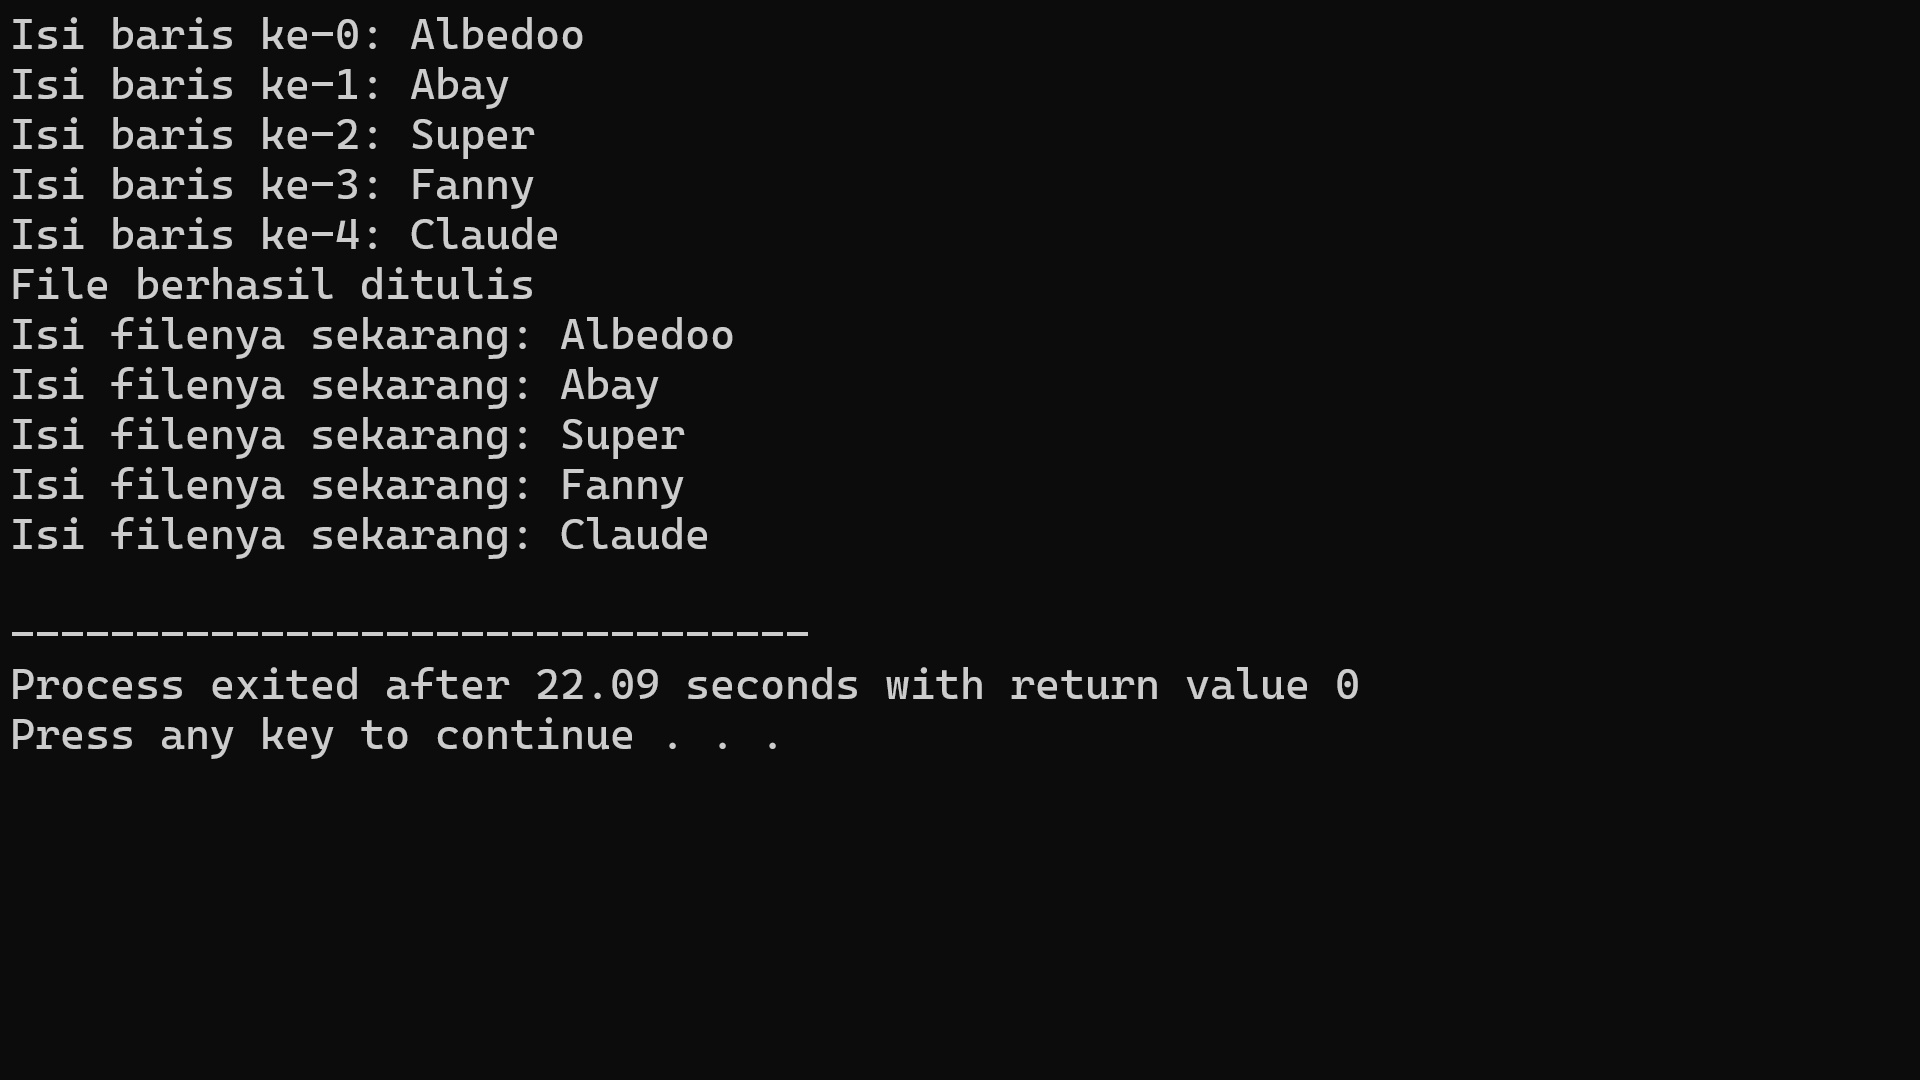 Isi baris ke-0: Albedoo
Isi baris ke-1: Abay
Isi baris ke-2: Super
Isi baris ke-3: Fanny
Isi baris ke-4: Claude
File berhasil ditulis
Isi filenya sekarang: Albedoo
Isi filenya sekarang: Abay
Isi filenya sekarang: Super
Isi filenya sekarang: Fanny
Isi filenya sekarang: Claude
--------------------------------
Process exited after 22.09 seconds with return value 0
Press any key to continue . . .